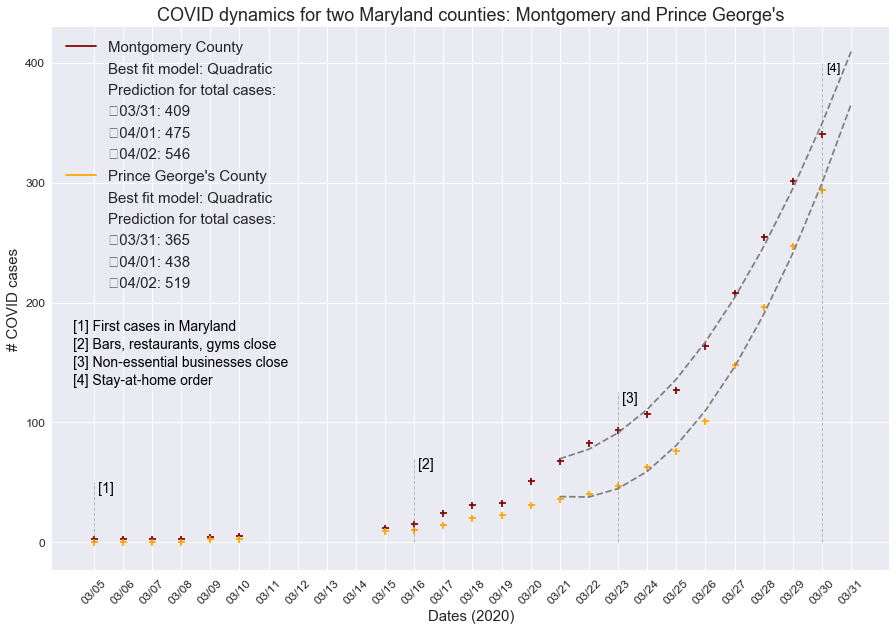 COVID dynamics for two Maryland counties: Montgomery and Prince George's
Montgomery County
Best fit model: Quadratic
Prediction for total cases:
03/31: 409
04/01: 475
04/02: 546
Prince George's County
Best fit model: Quadratic
Prediction for total cases:
03/31: 365
04/01: 438
04/02: 519
[1] First cases in Maryland
[2] Bars, restaurants, gyms close
[3] Non-essential businesses close
[4] Stay-at-home order
[4]
[3]
[2]
[1]
# COVID cases
400
300
200
100
0
03/05 03/06 03/07 03/08 03/09 03/10 03/11 03/12 03/13 03/14 03/15 03/16 03/17 03/18 03/19 03/20 03/21 03/22 03/23 03/24 03/25 03/26 03/27 03/28 03/29 03/30 03/31
Dates (2020)